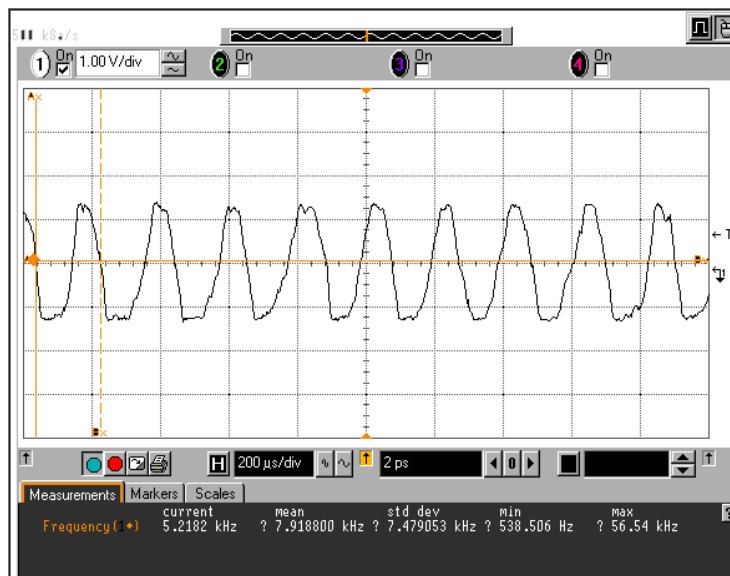 kSa/s
1 On 1.00 V/div 2 On 3 On 4 On
A x
T
B x
H 200 µs/div 2 ps 0
Measurements Markers Scales
current mean std dev min max
Frequency(1) 5.2182 kHz ? 7.918800 kHz ? 7.479053 kHz ? 538.506 Hz ? 56.54 kHz
?